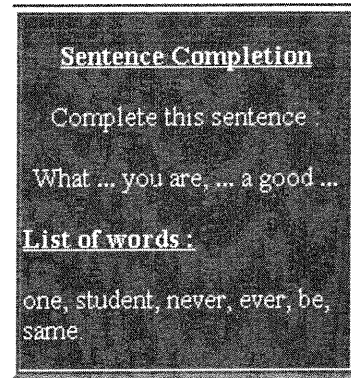 Sentence Completion
Complete this sentence :
What ... you are, ... a good ...
List of words :
one, student, never, ever, be,
same.